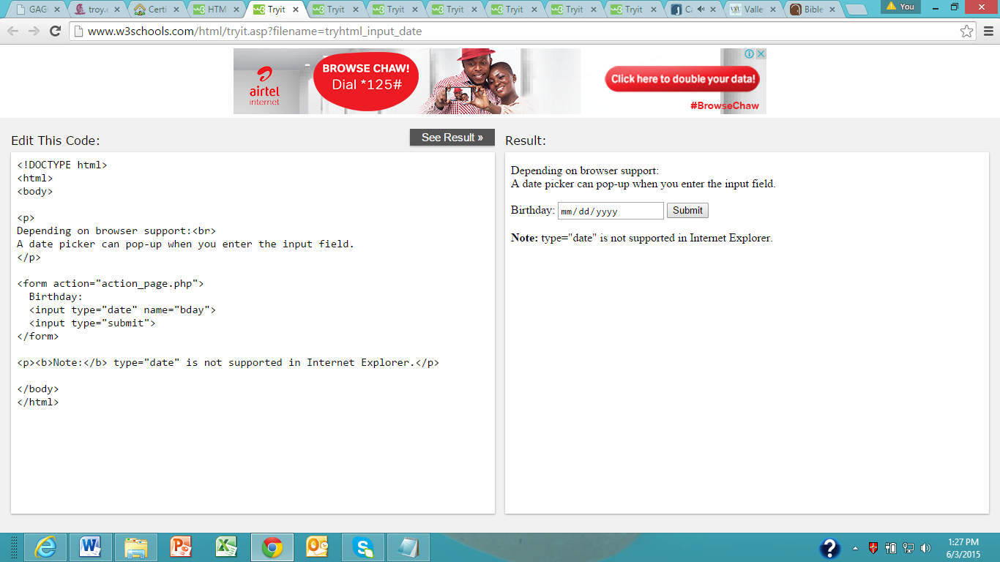 GAG
troy.e
Certi
HTM
Tryit
Tryit
Tryit
Tryit
Tryit
Tryit
Tryit
Ca
Valle
Bible
You
www.w3schools.com/html/tryit.asp?filename=tryhtml_input_date
airtel
internet
BROWSE CHAW!
Dial *125#
Click here to double your data!
#BrowseChaw
Edit This Code:
See Result »
Result:
<!DOCTYPE html>
<html>
<body>
<p>
Depending on browser support:<br>
A date picker can pop-up when you enter the input field.
</p>
<form action="action_page.php">
Birthday:
<input type="date" name="bday">
<input type="submit">
</form>
<p><b>Note:</b> type="date" is not supported in Internet Explorer.</p>
</body>
</html>
Depending on browser support:
A date picker can pop-up when you enter the input field.
Birthday: mm/dd/yyyy Submit
Note: type="date" is not supported in Internet Explorer.
1:27 PM
6/3/2015